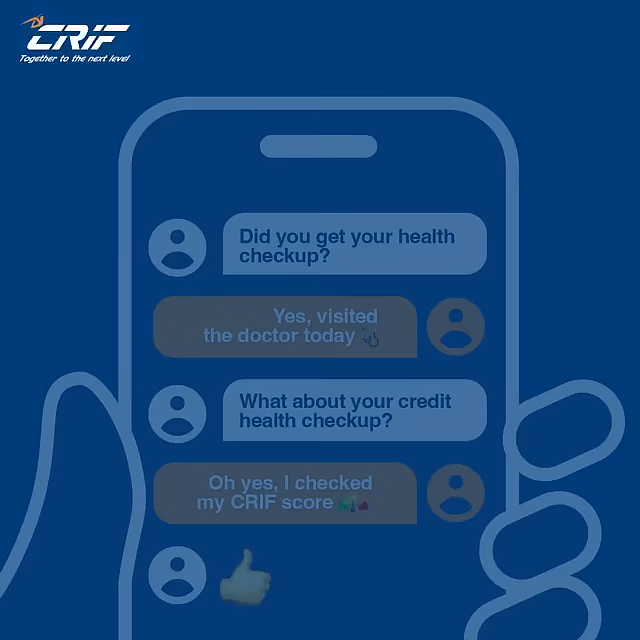 CRIF
Together to the next level
Did you get your health
checkup?
Yes, visited
the doctor today 🩺
What about your credit
health checkup?
Oh yes, I checked
my CRIF score
👍